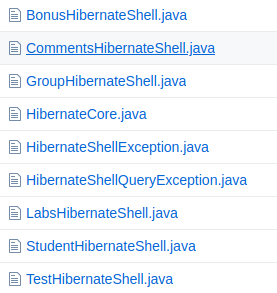 BonusHibernateShell.java
CommentsHibernateShell.java
GroupHibernateShell.java
HibernateCore.java
HibernateShellException.java
HibernateShellQueryException.java
LabsHibernateShell.java
StudentHibernateShell.java
TestHibernateShell.java